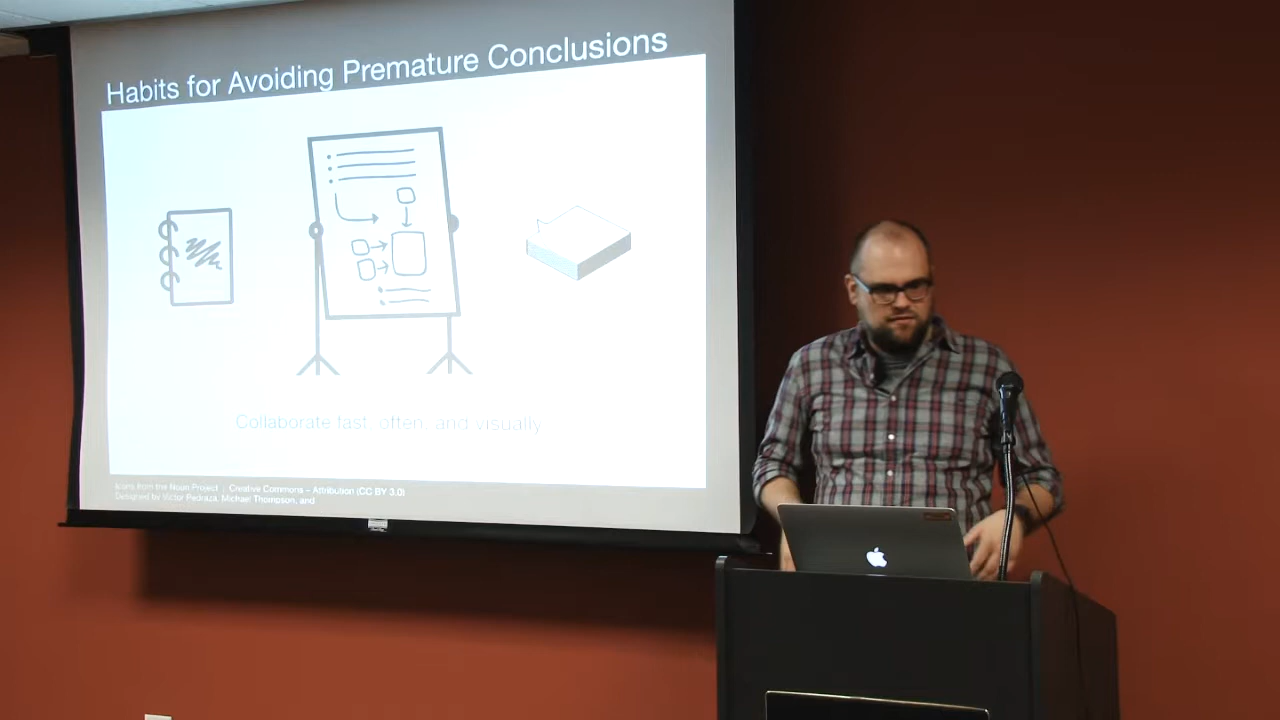 Habits for Avoiding Premature Conclusions
Collaborate fast, often, and visually
Icons from the Noun Project | Creative Commons – Attribution (CC BY 3.0)
Designed by Victor Pedraza, Michael Thompson, and